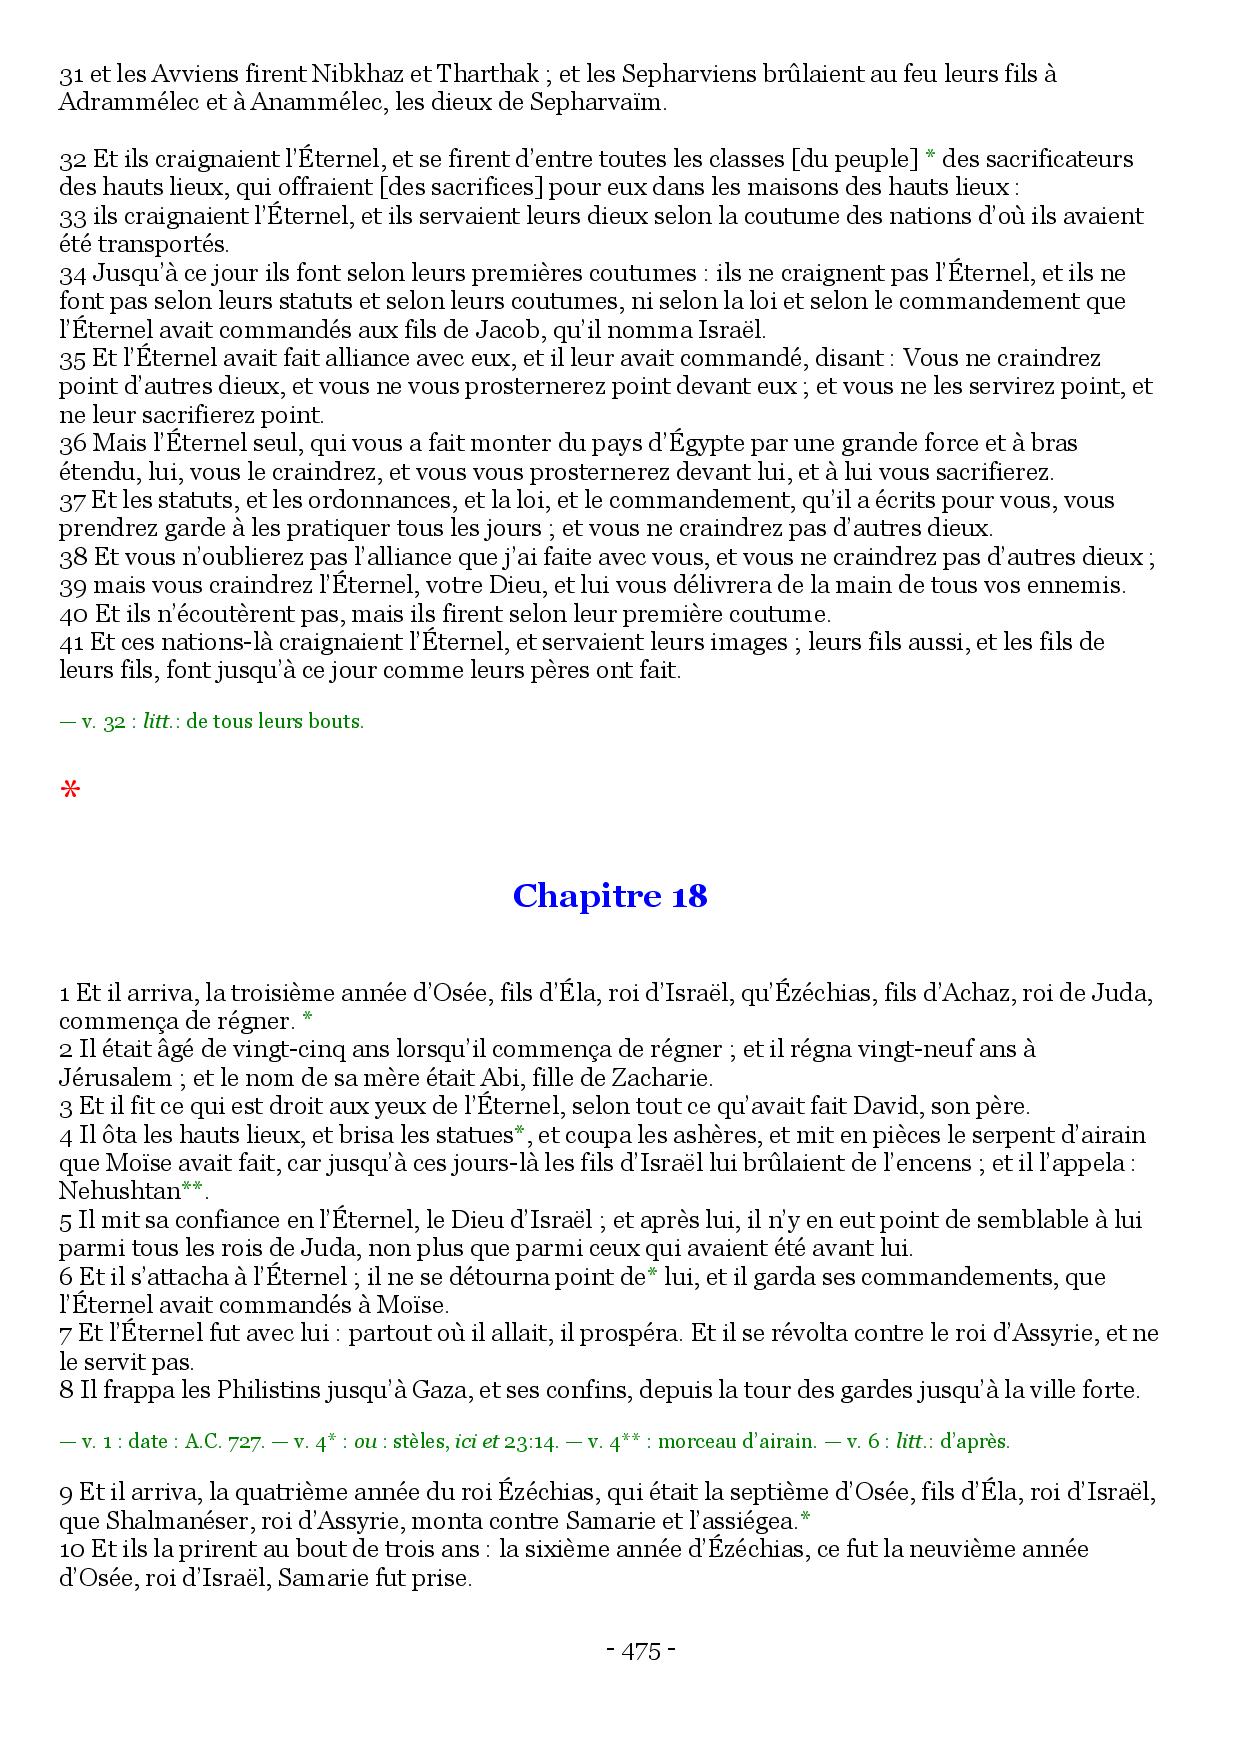 31 et les Avviens firent Nibkhaz et Tharthak ; et les Sepharviens brûlaient au feu leurs fils à
Adrammélec et à Anammélec, les dieux de Sepharvaïm.
32 Et ils craignaient l’Éternel, et se firent d’entre toutes les classes [du peuple] * des sacrificateurs
des hauts lieux, qui offraient [des sacrifices] pour eux dans les maisons des hauts lieux :
33 ils craignaient l’Éternel, et ils servaient leurs dieux selon la coutume des nations d’où ils avaient
été transportés.
34 Jusqu’à ce jour ils font selon leurs premières coutumes : ils ne craignent pas l’Éternel, et ils ne
font pas selon leurs statuts et selon leurs coutumes, ni selon la loi et selon le commandement que
l’Éternel avait commandés aux fils de Jacob, qu’il nomma Israël.
35 Et l’Éternel avait fait alliance avec eux, et il leur avait commandé, disant : Vous ne craindrez
point d’autres dieux, et vous ne vous prosternerez point devant eux ; et vous ne les servirez point, et
ne leur sacrifierez point.
36 Mais l’Éternel seul, qui vous a fait monter du pays d’Égypte par une grande force et à bras
étendu, lui, vous le craindrez, et vous vous prosternerez devant lui, et à lui vous sacrifierez.
37 Et les statuts, et les ordonnances, et la loi, et le commandement, qu’il a écrits pour vous, vous
prendrez garde à les pratiquer tous les jours ; et vous ne craindrez pas d’autres dieux.
38 Et vous n’oublierez pas l’alliance que j’ai faite avec vous, et vous ne craindrez pas d’autres dieux ;
39 mais vous craindrez l’Éternel, votre Dieu, et lui vous délivrera de la main de tous vos ennemis.
40 Et ils n’écoutèrent pas, mais ils firent selon leur première coutume.
41 Et ces nations-là craignaient l’Éternel, et servaient leurs images ; leurs fils aussi, et les fils de
leurs fils, font jusqu’à ce jour comme leurs pères ont fait.
— v. 32 : litt.: de tous leurs bouts.
*
Chapitre 18
1 Et il arriva, la troisième année d’Osée, fils d’Éla, roi d’Israël, qu’Ézéchias, fils d’Achaz, roi de Juda,
commença de régner. *
2 Il était âgé de vingt-cinq ans lorsqu’il commença de régner ; et il régna vingt-neuf ans à
Jérusalem ; et le nom de sa mère était Abi, fille de Zacharie.
3 Et il fit ce qui est droit aux yeux de l’Éternel, selon tout ce qu’avait fait David, son père.
4 Il ôta les hauts lieux, et brisa les statues*, et coupa les ashères, et mit en pièces le serpent d’airain
que Moïse avait fait, car jusqu’à ces jours-là les fils d’Israël lui brûlaient de l’encens ; et il l’appela :
Nehushtan**.
5 Il mit sa confiance en l’Éternel, le Dieu d’Israël ; et après lui, il n’y en eut point de semblable à lui
parmi tous les rois de Juda, non plus que parmi ceux qui avaient été avant lui.
6 Et il s’attacha à l’Éternel ; il ne se détourna point de* lui, et il garda ses commandements, que
l’Éternel avait commandés à Moïse.
7 Et l’Éternel fut avec lui : partout où il allait, il prospéra. Et il se révolta contre le roi d’Assyrie, et ne
le servit pas.
8 Il frappa les Philistins jusqu’à Gaza, et ses confins, depuis la tour des gardes jusqu’à la ville forte.
— v. 1 : date : A.C. 727. — v. 4* : ou : stèles, ici et 23:14. — v. 4** : morceau d’airain. — v. 6 : litt.: d’après.
9 Et il arriva, la quatrième année du roi Ézéchias, qui était la septième d’Osée, fils d’Éla, roi d’Israël,
que Shalmanéser, roi d’Assyrie, monta contre Samarie et l’assiégea.*
10 Et ils la prirent au bout de trois ans : la sixième année d’Ézéchias, ce fut la neuvième année
d’Osée, roi d’Israël, Samarie fut prise.
- 475 -